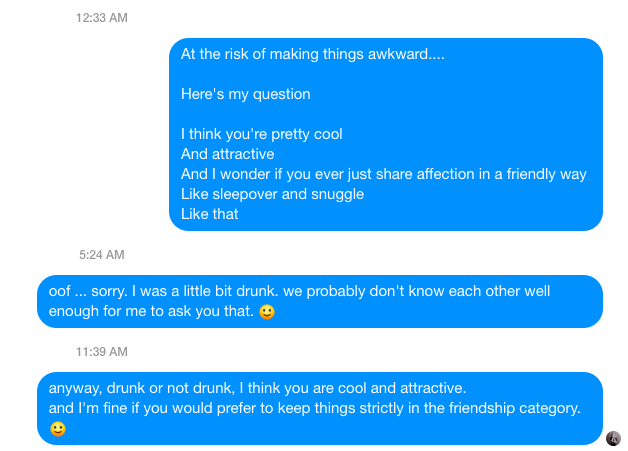 12:33 AM
At the risk of making things awkward....
Here's my question
I think you're pretty cool
And attractive
And I wonder if you ever just share affection in a friendly way
Like sleepover and snuggle
Like that
5:24 AM
oof ... sorry. I was a little bit drunk. we probably don't know each other well
enough for me to ask you that. 🙂
11:39 AM
anyway, drunk or not drunk, I think you are cool and attractive.
and I'm fine if you would prefer to keep things strictly in the friendship category.
🙂